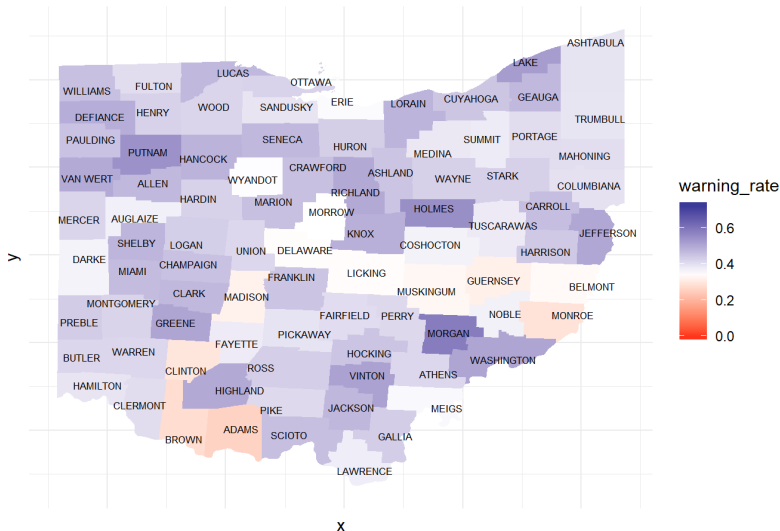 ASHTABULA
LAKE
LUCAS
OTTAWA
FULTON
WILLIAMS
GEAUGA
CUYAHOGA
ERIE
LORAIN
SANDUSKY
WOOD
HENRY
DEFIANCE
TRUMBULL
PORTAGE
SUMMIT
SENECA
PAULDING
HURON
PUTNAM
MEDINA
MAHONING
HANCOCK
CRAWFORD
ASHLAND
STARK
WAYNE
VAN WERT
WYANDOT
ALLEN
COLUMBIANA
RICHLAND
HARDIN
MARION
CARROLL
HOLMES
MORROW
MERCER
AUGLAIZE
TUSCARAWAS
JEFFERSON
KNOX
SHELBY
LOGAN
COSHOCTON
UNION
DELAWARE
HARRISON
DARKE
CHAMPAIGN
MIAMI
LICKING
FRANKLIN
GUERNSEY
BELMONT
CLARK
MUSKINGUM
MADISON
MONTGOMERY
NOBLE
MONROE
FAIRFIELD
PERRY
PREBLE
GREENE
MORGAN
PICKAWAY
FAYETTE
WARREN
HOCKING
BUTLER
WASHINGTON
ROSS
CLINTON
ATHENS
VINTON
HAMILTON
HIGHLAND
CLERMONT
JACKSON
MEIGS
PIKE
ADAMS
SCIOTO
GALLIA
BROWN
LAWRENCE
y
x
warning_rate
0.6
0.4
0.2
0.0